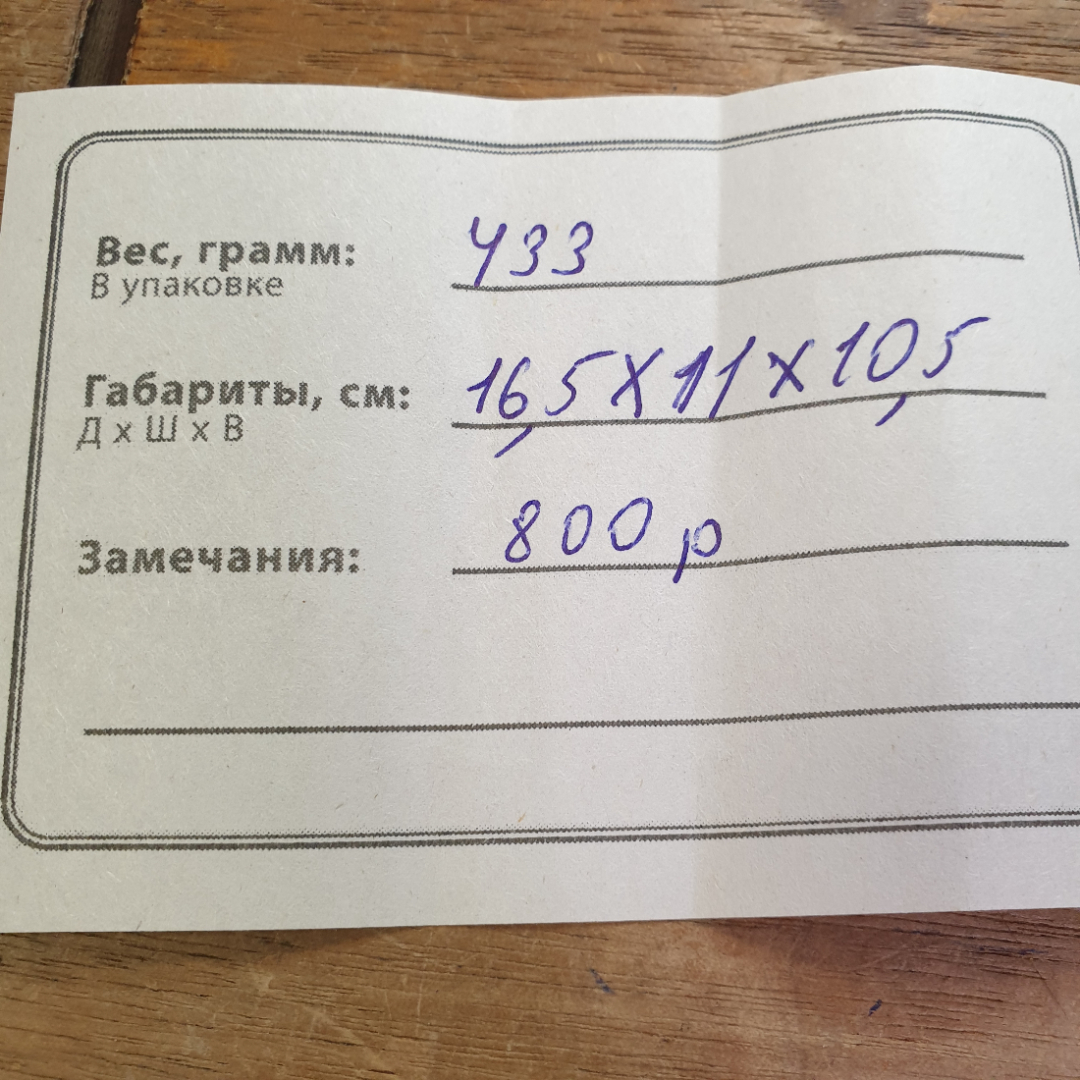 Вес, грамм: 433
В упаковке
Габариты, см: 16,5 x 11 x 10,5
Д x Ш x В
Замечания: 800 р